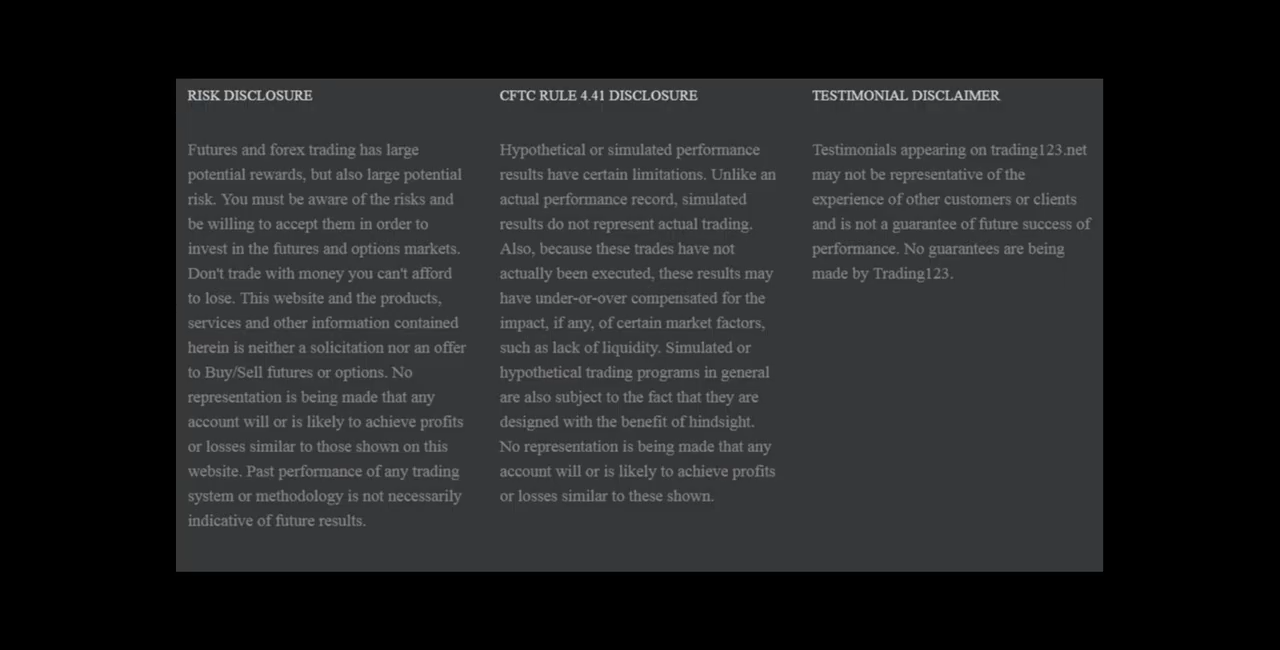 RISK DISCLOSURE
Futures and forex trading has large
potential rewards, but also large potential
risk. You must be aware of the risks and
be willing to accept them in order to
invest in the futures and options markets.
Don't trade with money you can't afford
to lose. This website and the products,
services and other information contained
herein is neither a solicitation nor an offer
to Buy/Sell futures or options. No
representation is being made that any
account will or is likely to achieve profits
or losses similar to those shown on this
website. Past performance of any trading
system or methodology is not necessarily
indicative of future results.
CFTC RULE 4.41 DISCLOSURE
Hypothetical or simulated performance
results have certain limitations. Unlike an
actual performance record, simulated
results do not represent actual trading.
Also, because these trades have not
actually been executed, these results may
have under-or-over compensated for the
impact, if any, of certain market factors,
such as lack of liquidity. Simulated or
hypothetical trading programs in general
are also subject to the fact that they are
designed with the benefit of hindsight.
No representation is being made that any
account will or is likely to achieve profits
or losses similar to these shown.
TESTIMONIAL DISCLAIMER
Testimonials appearing on trading123.net
may not be representative of the
experience of other customers or clients
and is not a guarantee of future success of
performance. No guarantees are being
made by Trading123.